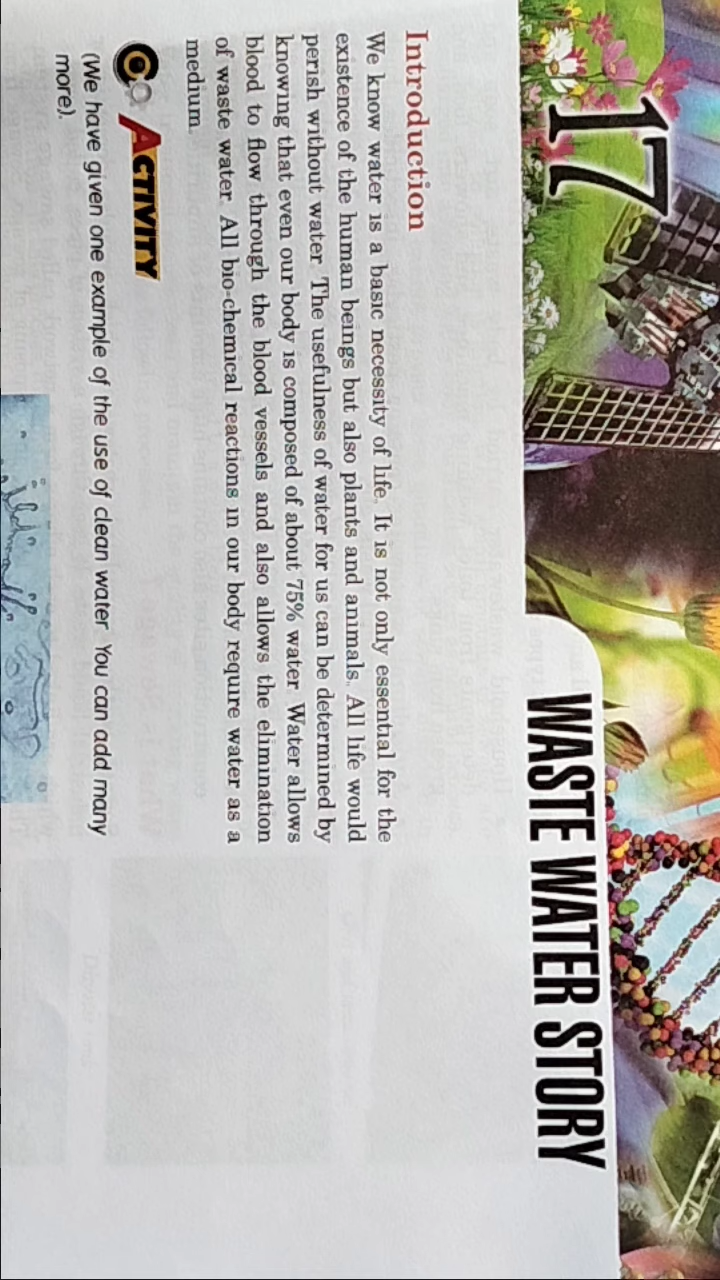 17
WASTE WATER STORY
Introduction
We know water is a basic necessity of life. It is not only essential for the
existence of the human beings but also plants and animals. All life would
perish without water. The usefulness of water for us can be determined by
knowing that even our body is composed of about 75% water. Water allows
blood to flow through the blood vessels and also allows the elimination
of waste water. All bio-chemical reactions in our body require water as a
medium.
ACTIVITY
(We have given one example of the use of clean water. You can add many
more).